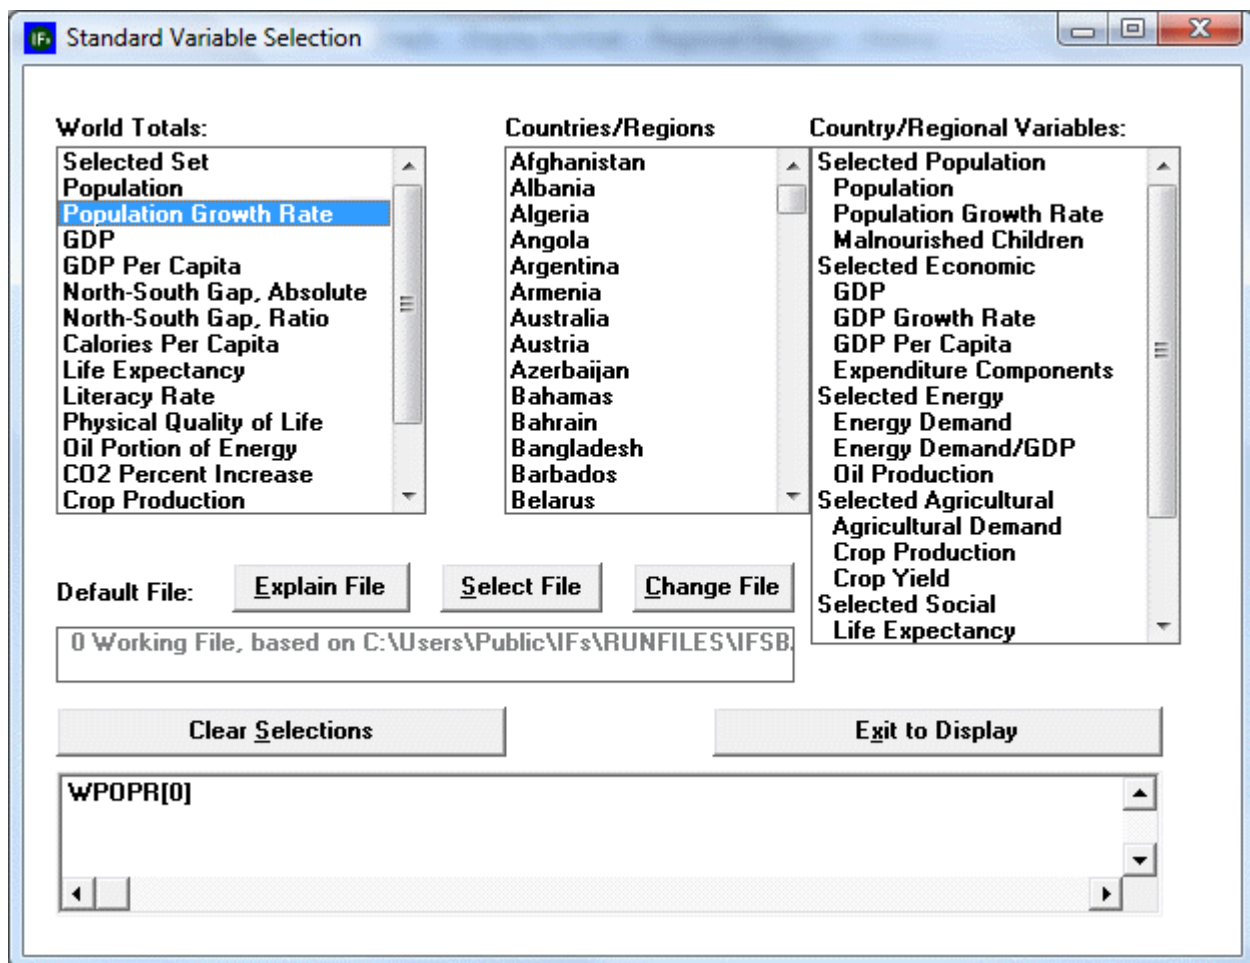 IFs Standard Variable Selection
World Totals:
Selected Set
Population
Population Growth Rate
GDP
GDP Per Capita
North-South Gap, Absolute
North-South Gap, Ratio
Calories Per Capita
Life Expectancy
Literacy Rate
Physical Quality of Life
Oil Portion of Energy
CO2 Percent Increase
Crop Production
Countries/Regions
Afghanistan
Albania
Algeria
Angola
Argentina
Armenia
Australia
Austria
Azerbaijan
Bahamas
Bahrain
Bangladesh
Barbados
Belarus
Country/Regional Variables:
Selected Population
Population
Population Growth Rate
Malnourished Children
Selected Economic
GDP
GDP Growth Rate
GDP Per Capita
Expenditure Components
Selected Energy
Energy Demand
Energy Demand/GDP
Oil Production
Selected Agricultural
Agricultural Demand
Crop Production
Crop Yield
Selected Social
Life Expectancy
Default File: Explain File Select File Change File
0 Working File, based on C:\Users\Public\IFs\RUNFILES\IFSB
Clear Selections Exit to Display
WPOPR[0]